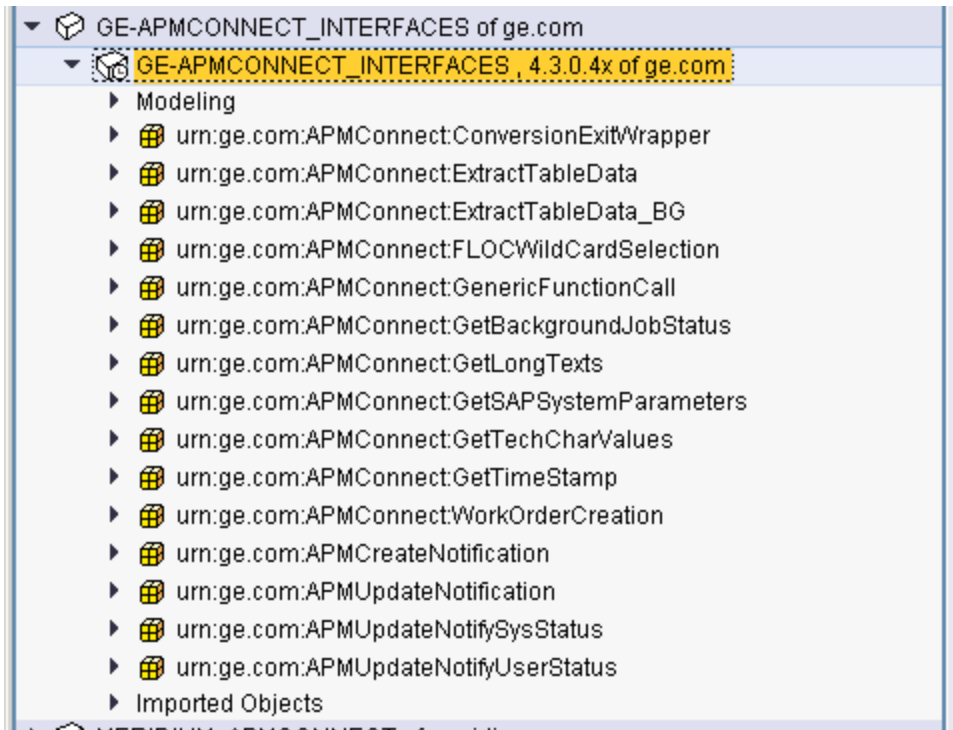 GE-APMCONNECT_INTERFACES of ge.com
GE-APMCONNECT_INTERFACES , 4.3.0.4x of ge.com
Modeling
urn:ge.com:APMConnect:ConversionExitWrapper
urn:ge.com:APMConnect:ExtractTableData
urn:ge.com:APMConnect:ExtractTableData_BG
urn:ge.com:APMConnect:FLOCWildCardSelection
urn:ge.com:APMConnect:GenericFunctionCall
urn:ge.com:APMConnect:GetBackgroundJobStatus
urn:ge.com:APMConnect:GetLongTexts
urn:ge.com:APMConnect:GetSAPSystemParameters
urn:ge.com:APMConnect:GetTechCharValues
urn:ge.com:APMConnect:GetTimeStamp
urn:ge.com:APMConnect:WorkOrderCreation
urn:ge.com:APMCreateNotification
urn:ge.com:APMUpdateNotification
urn:ge.com:APMUpdateNotifySysStatus
urn:ge.com:APMUpdateNotifyUserStatus
Imported Objects